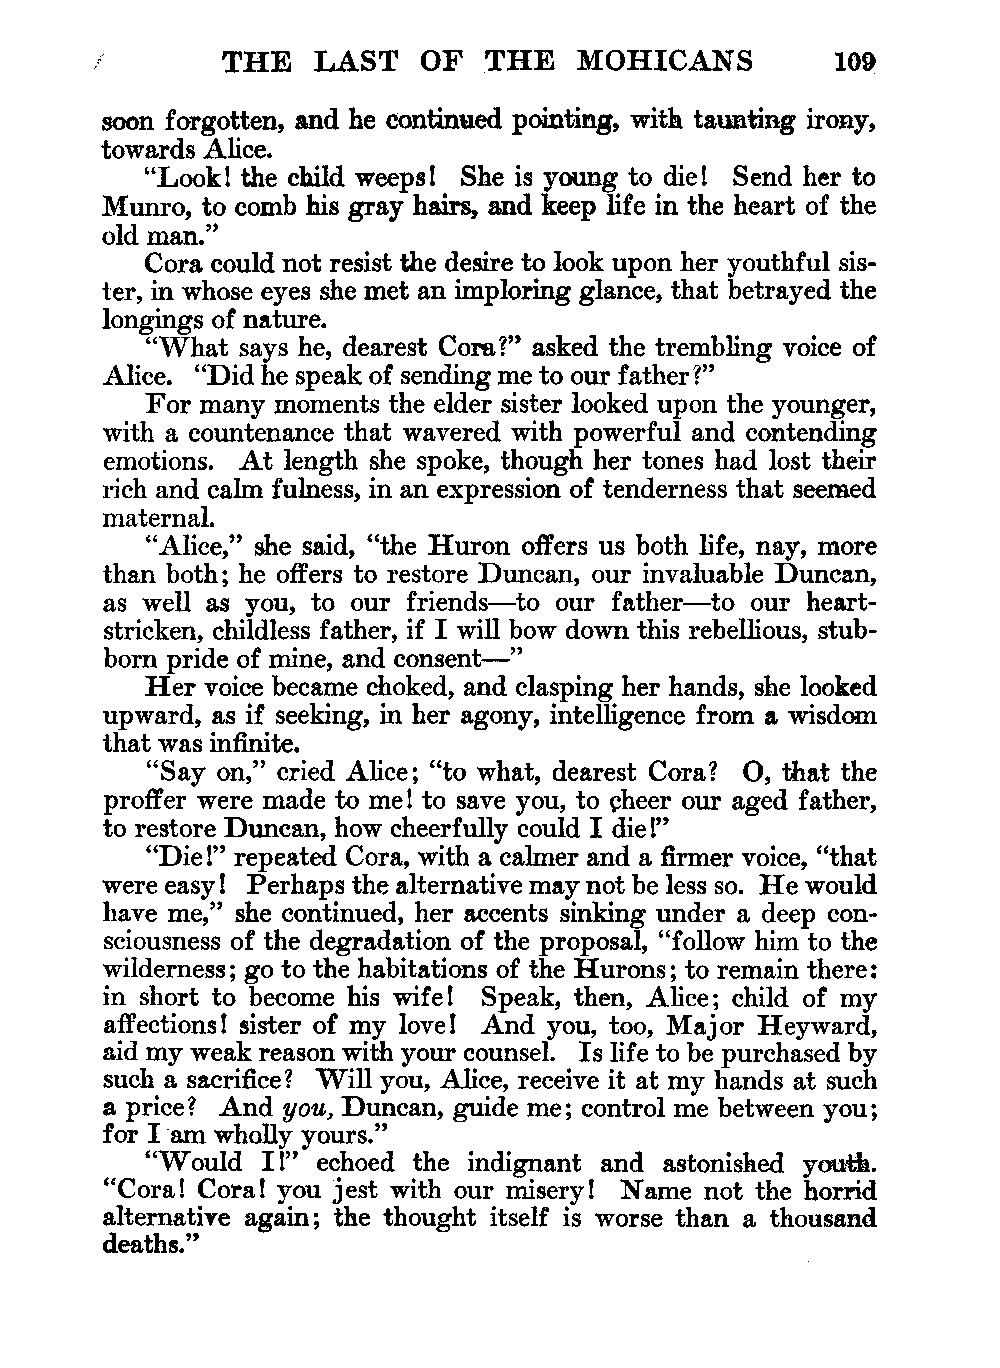 THE LAST OF THE MOHICANS 109
soon forgotten, and he continued pointing, with taunting irony,
towards Alice.
“Look! the child weeps! She is young to die! Send her to
Munro, to comb his gray hairs, and keep life in the heart of the
old man.”
Cora could not resist the desire to look upon her youthful sis-
ter, in whose eyes she met an imploring glance, that betrayed the
longings of nature.
“What says he, dearest Cora?” asked the trembling voice of
Alice. “Did he speak of sending me to our father?”
For many moments the elder sister looked upon the younger,
with a countenance that wavered with powerful and contending
emotions. At length she spoke, though her tones had lost their
rich and calm fulness, in an expression of tenderness that seemed
maternal.
“Alice,” she said, “the Huron offers us both life, nay, more
than both; he offers to restore Duncan, our invaluable Duncan,
as well as you, to our friends—to our father—to our heart-
stricken, childless father, if I will bow down this rebellious, stub-
born pride of mine, and consent—”
Her voice became choked, and clasping her hands, she looked
upward, as if seeking, in her agony, intelligence from a wisdom
that was infinite.
“Say on,” cried Alice; “to what, dearest Cora? O, that the
proffer were made to me! to save you, to cheer our aged father,
to restore Duncan, how cheerfully could I die!”
“Die!” repeated Cora, with a calmer and a firmer voice, “that
were easy! Perhaps the alternative may not be less so. He would
have me,” she continued, her accents sinking under a deep con-
sciousness of the degradation of the proposal, “follow him to the
wilderness; go to the habitations of the Hurons; to remain there:
in short to become his wife! Speak, then, Alice; child of my
affections! sister of my love! And you, too, Major Heyward,
aid my weak reason with your counsel. Is life to be purchased by
such a sacrifice? Will you, Alice, receive it at my hands at such
a price? And you, Duncan, guide me; control me between you;
for I am wholly yours.”
“Would I!” echoed the indignant and astonished youth.
“Cora! Cora! you jest with our misery! Name not the horrid
alternative again; the thought itself is worse than a thousand
deaths.”